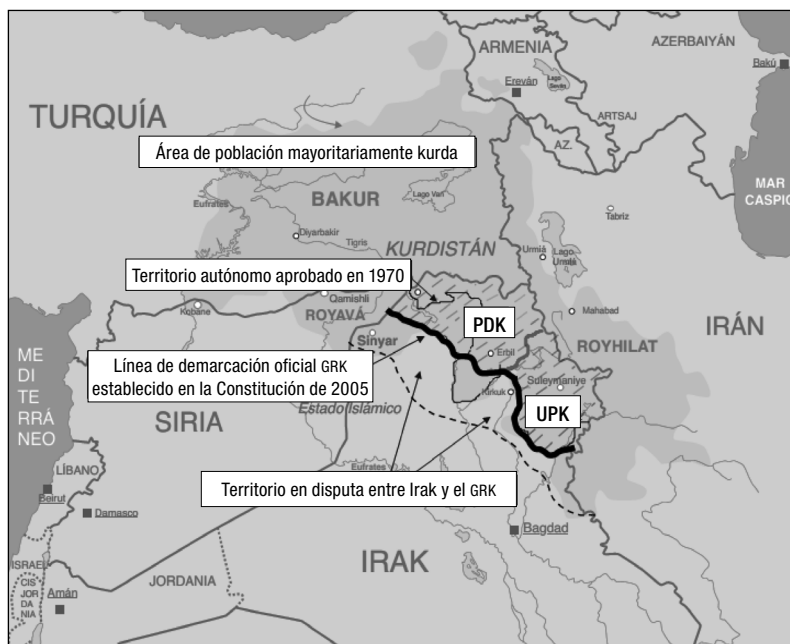 ARMENIA
AZERBAIYÁN
Bakú
Lago
Seván
Ereván
TURQUÍA
ARTSAJ
AZ.
Área de población mayoritariamente kurda
MAR
CASPIO
Eufrates
BAKUR
Lago Van
Tabriz
Diyarbakir
Tigris
KURDISTÁN
Urmiá
Lago
Urmía
Territorio autónomo aprobado en 1970
Qamishli
Kobane
ROYAVÁ
PDK
Mahabad
IRÁN
Sinyar
ROYHILAT
Erbil
ME
DI
TE
RRÁ
NEO
Línea de demarcación oficial GRK
establecido en la Constitución de 2005
Kirkuk
Suleymaniye
Estado Islámico
SIRIA
UPK
LÍBANO
Eufrates
Territorio en disputa entre Irak y el GRK
Beirut
Damasco
Bagdad
IRAK
ISRAEL
CIS
JOR
DA
NIA
Amán
JORDANIA